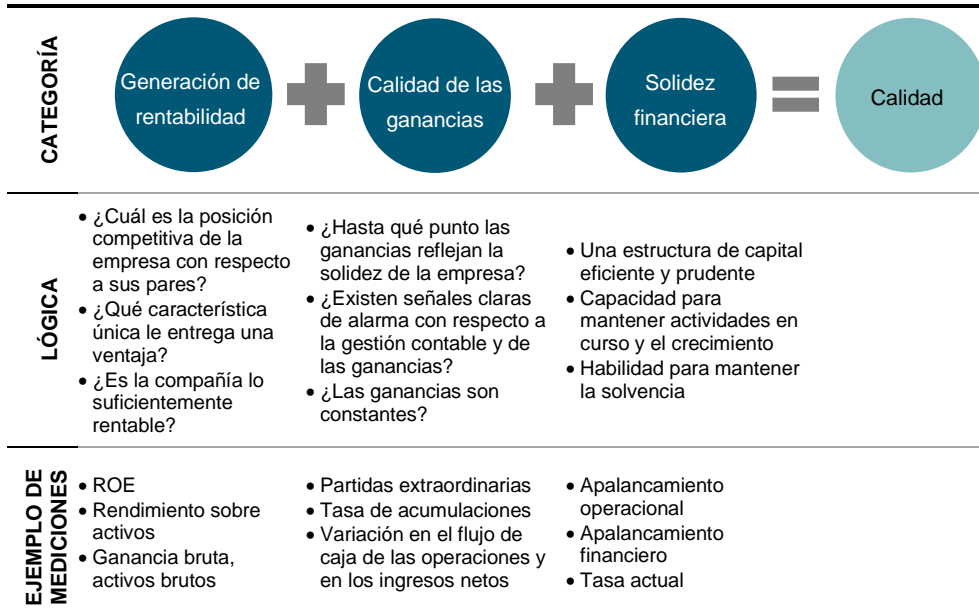 CATEGORÍA
Generación de
rentabilidad
Calidad de las
ganancias
Solidez
financiera
Calidad
LÓGICA
• ¿Cuál es la posición
competitiva de la
empresa con respecto
a sus pares?
• ¿Qué característica
única le entrega una
ventaja?
• ¿Es la compañía lo
suficientemente
rentable?
• ¿Hasta qué punto las
ganancias reflejan la
solidez de la empresa?
• ¿Existen señales claras
de alarma con respecto a
la gestión contable y de
las ganancias?
• ¿Las ganancias son
constantes?
• Una estructura de capital
eficiente y prudente
• Capacidad para
mantener actividades en
curso y el crecimiento
• Habilidad para mantener
la solvencia
EJEMPLO DE
MEDICIONES
• ROE
• Rendimiento sobre
activos
• Ganancia bruta,
activos brutos
• Partidas extraordinarias
• Tasa de acumulaciones
• Variación en el flujo de
caja de las operaciones y
en los ingresos netos
• Apalancamiento
operacional
• Apalancamiento
financiero
• Tasa actual